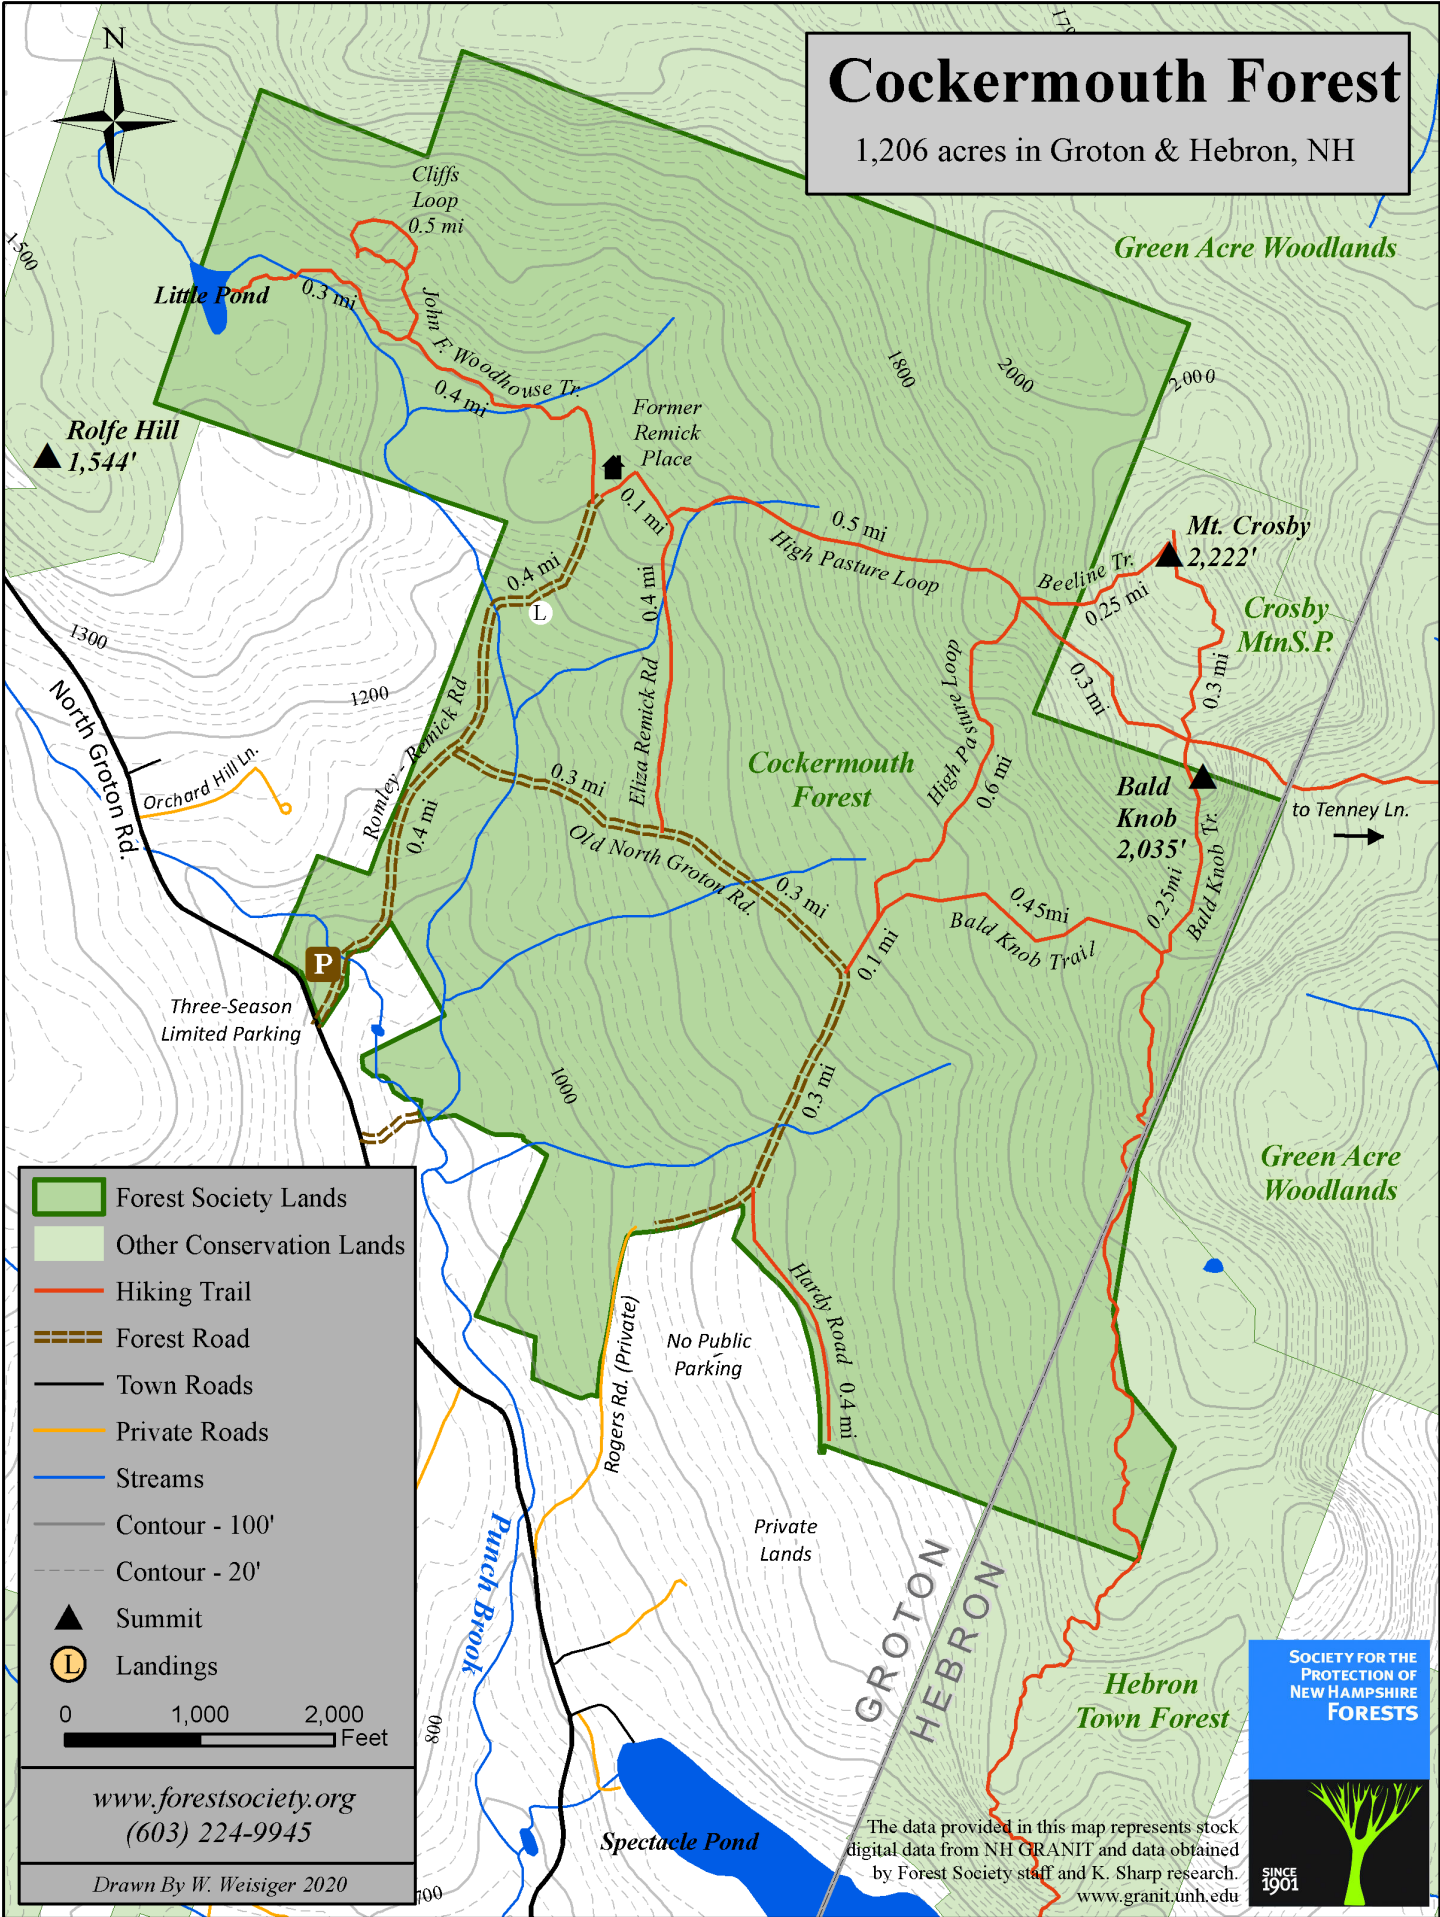 N
Cockermouth Forest
1,206 acres in Groton & Hebron, NH
170
Cliffs
Loop
0.5 mi
1500
Green Acre Woodlands
Little Pond
0.3 mi
John F. Woodhouse Tr.
0.4 mi
1800
2000
2000
Former
Remick
Place
Rolfe Hill
1,544'
0.1 mi
0.5 mi
High Pasture Loop
Mt. Crosby
2,222'
Beeline Tr.
0.25 mi
0.4 mi
L
0.4 mi
Crosby
MtnS.P.
1300
1200
North Groton Rd.
Orchard Hill Ln.
Romley - Remick Rd
0.4 mi
Eliza Remick Rd
0.3 mi
High Pasture Loop
0.6 mi
0.3 mi
0.3 mi
Cockermouth
Forest
Bald
Knob
2,035'
to Tenney Ln.
Old North Groton Rd.
0.3 mi
0.45mi
Bald Knob Trail
0.25mi
Bald Knob Tr.
0.1 mi
P
Three-Season
Limited Parking
1000
0.3 mi
Green Acre
Woodlands
Forest Society Lands
Other Conservation Lands
Hiking Trail
Forest Road
Town Roads
Private Roads
Streams
Contour - 100'
Contour - 20'
Summit
L
Landings
0 1,000 2,000
Feet
www.forestsociety.org
(603) 224-9945
Drawn By W. Weisiger 2020
Hardy Road 0.4 mi
Rogers Rd. (Private)
No Public
Parking
Private
Lands
Punch Brook
GROTON
HEBRON
Hebron
Town Forest
800
700
Spectacle Pond
SOCIETY FOR THE
PROTECTION OF
NEW HAMPSHIRE
FORESTS
SINCE
1901
The data provided in this map represents stock
digital data from NH GRANIT and data obtained
by Forest Society staff and K. Sharp research.
www.granit.unh.edu